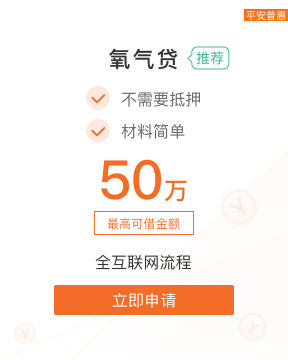 平安普惠
氧气贷 推荐
不需要抵押
材料简单
50万
最高可借金额
全互联网流程
立即申请